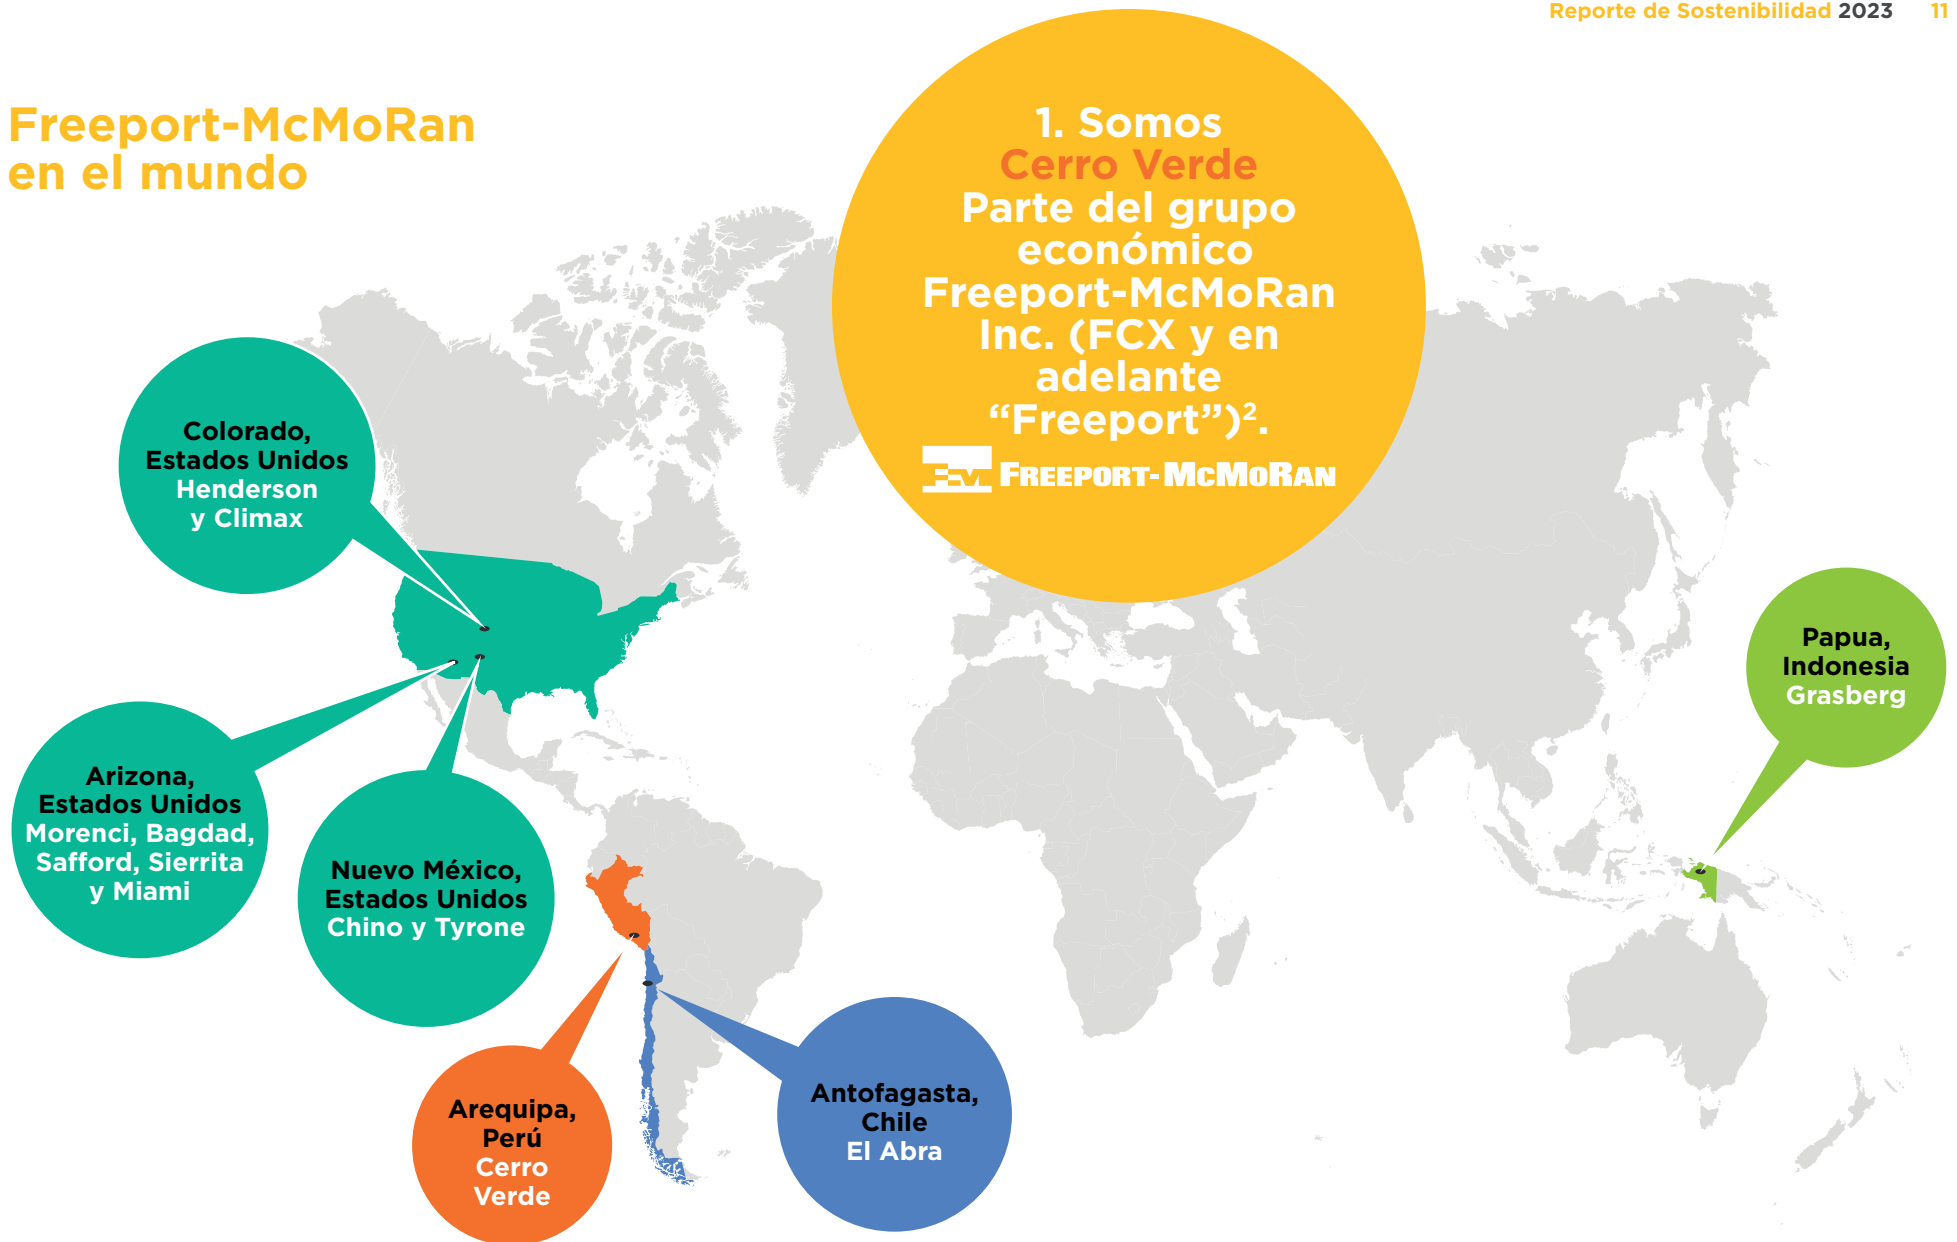 Reporte de Sostenibilidad 2023 11
Freeport-McMoRan
en el mundo
1. Somos
Cerro Verde
Parte del grupo
económico
Freeport-McMoRan
Inc. (FCX y en
adelante
“Freeport”)².
FM FREEPORT-MCMORAN
Colorado,
Estados Unidos
Henderson
y Climax
Papua,
Indonesia
Grasberg
Arizona,
Estados Unidos
Morenci, Bagdad,
Safford, Sierrita
y Miami
Nuevo México,
Estados Unidos
Chino y Tyrone
Arequipa,
Perú
Cerro
Verde
Antofagasta,
Chile
El Abra